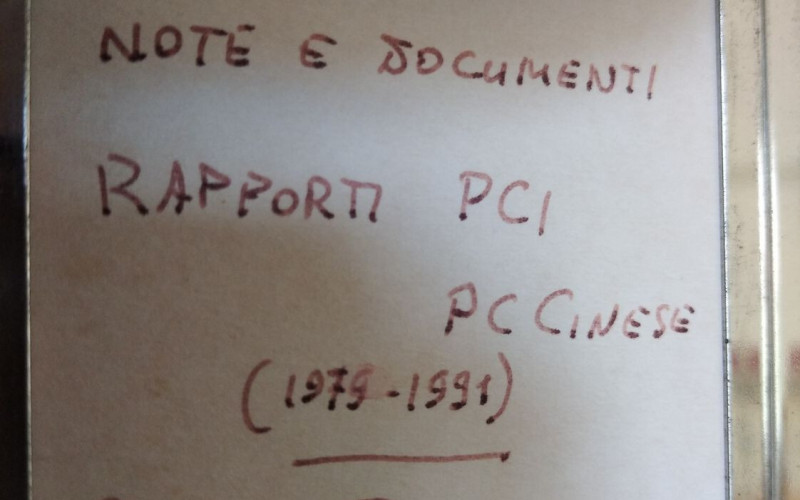 NOTE E DOCUMENTI
RAPPORTI PCI
PC CINESE
(1979-1991)